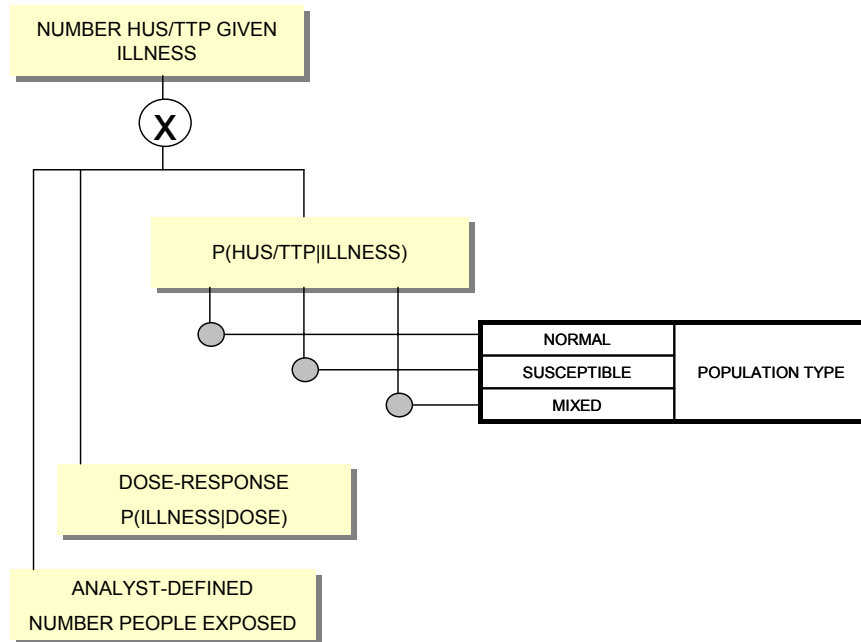 NUMBER HUS/TTP GIVEN
ILLNESS
X
P(HUS/TTP|ILLNESS)
NORMAL
SUSCEPTIBLE
MIXED
POPULATION TYPE
DOSE-RESPONSE
P(ILLNESS|DOSE)
ANALYST-DEFINED
NUMBER PEOPLE EXPOSED